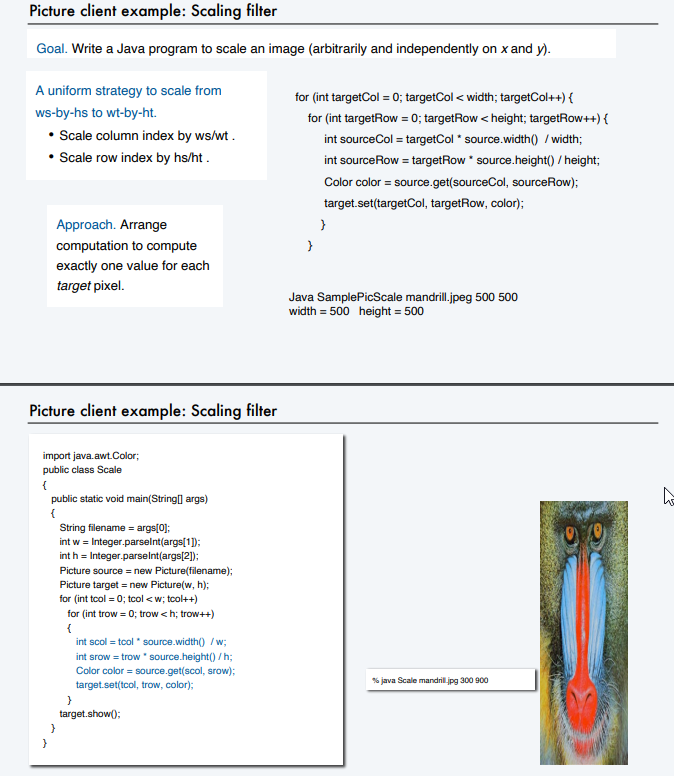 Picture client example: Scaling filter
Goal. Write a Java program to scale an image (arbitrarily and independently on x and y).
A uniform strategy to scale from
ws-by-hs to wt-by-ht.
• Scale column index by ws/wt .
• Scale row index by hs/ht .
Approach. Arrange
computation to compute
exactly one value for each
target pixel.
for (int targetCol = 0; targetCol < width; targetCol++) {
for (int targetRow = 0; targetRow < height; targetRow++) {
int sourceCol = targetCol * source.width() / width;
int sourceRow = targetRow * source.height() / height;
Color color = source.get(sourceCol, sourceRow);
target.set(targetCol, targetRow, color);
}
}
Java SamplePicScale mandrill.jpeg 500 500
width = 500 height = 500
Picture client example: Scaling filter
import java.awt.Color;
public class Scale
{
public static void main(String[] args)
{
String filename = args[0];
int w = Integer.parseInt(args[1]);
int h = Integer.parseInt(args[2]);
Picture source = new Picture(filename);
Picture target = new Picture(w, h);
for (int tcol = 0; tcol < w; tcol++)
for (int trow = 0; trow < h; trow++)
{
int scol = tcol * source.width() / w;
int srow = trow * source.height() / h;
Color color = source.get(scol, srow);
target.set(tcol, trow, color);
}
target.show();
}
}
% java Scale mandrill.jpg 300 900